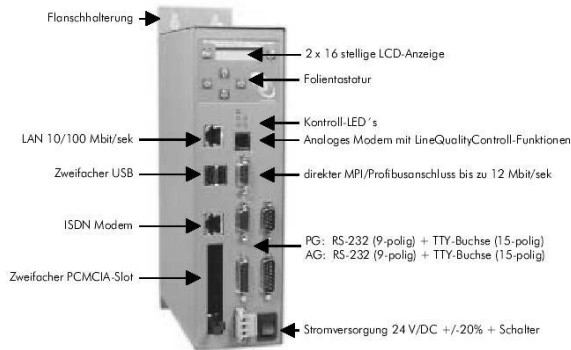 Flanschhalterung
2 x 16 stellige LCD-Anzeige
Folientastatur
Kontroll-LED´s
LAN 10/100 Mbit/sek
Analoges Modem mit LineQualityControll-Funktionen
Zweifacher USB
direkter MPI/Profibusanschluss bis zu 12 Mbit/sek
ISDN Modem
PG: RS-232 (9-polig) + TTY-Buchse (15-polig)
AG: RS-232 (9-polig) + TTY-Buchse (15-polig)
Zweifacher PCMCIA-Slot
Stromversorgung 24 V/DC +/-20% + Schalter